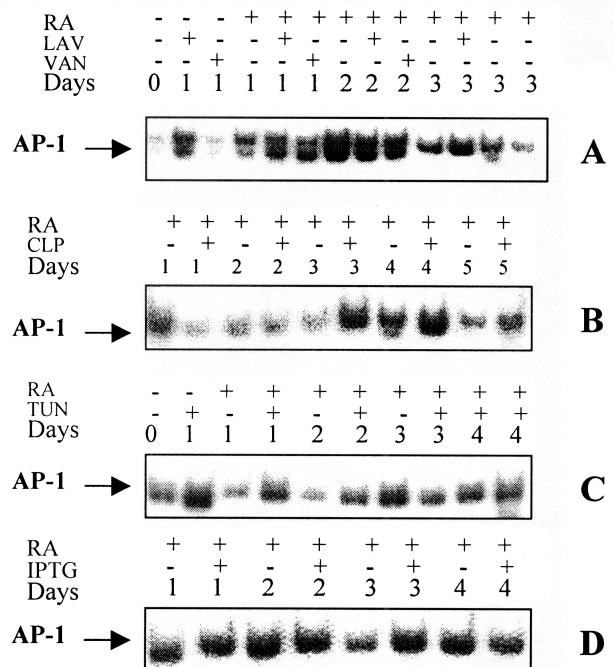 RA - - - + + + + + + + + + +
LAV - + - - + - - + - - + - -
VAN - - + - - + - - + - - - -
Days 0 1 1 1 1 1 2 2 2 3 3 3 3
AP-1 A
RA + + + + + + + + + +
CLP - + - + - + - + - +
Days 1 1 2 2 3 3 4 4 5 5
AP-1 B
RA - - + + + + + + + +
TUN - + - + - + - + + +
Days 0 1 1 1 2 2 3 3 4 4
AP-1 C
RA + + + + + + + +
IPTG - + - + - + - +
Days 1 1 2 2 3 3 4 4
AP-1 D